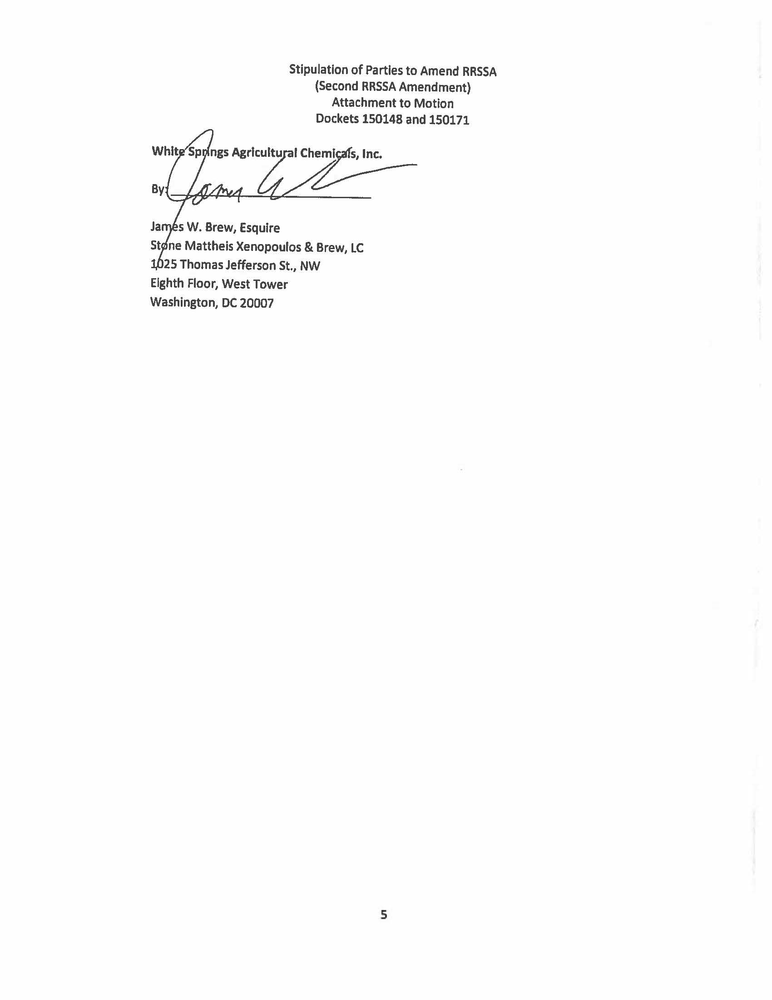 Stipulation of Parties to Amend RRSSA
(Second RRSSA Amendment)
Attachment to Motion
Dockets 150148 and 150171
White Springs Agricultural Chemicals, Inc.
By: James W
James W. Brew, Esquire
Stone Mattheis Xenopoulos & Brew, LC
1025 Thomas Jefferson St., NW
Eighth Floor, West Tower
Washington, DC 20007
5